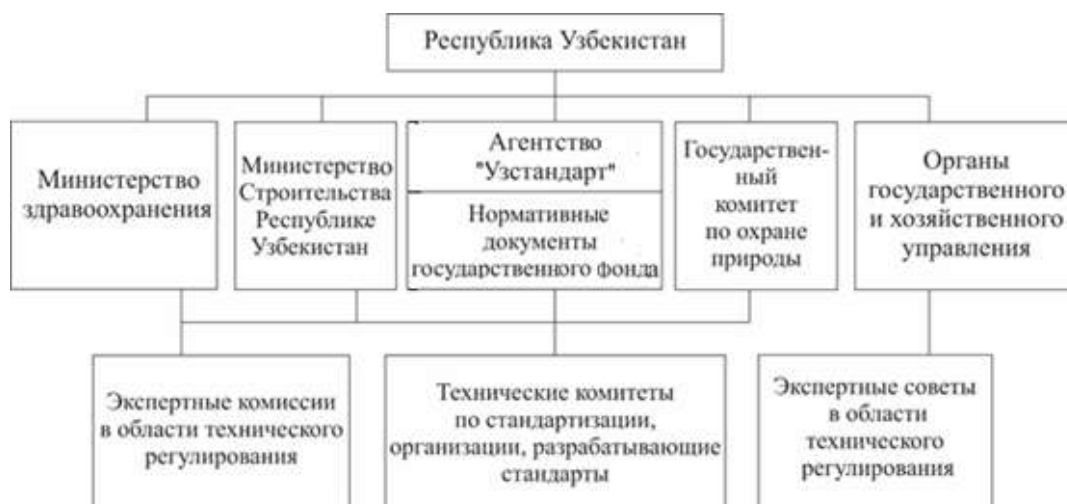 Республика Узбекистан
Министерство
здравоохранения
Министерство
Строительства
Республике
Узбекистан
Агентство
"Узстандарт"
Нормативные
документы
государственного фонда
Государствен-
ный
комитет
по охране
природы
Органы
государственного
и хозяйственного
управления
Экспертные комиссии
в области технического
регулирования
Технические комитеты
по стандартизации,
организации, разрабатывающие
стандарты
Экспертные советы
в области
технического
регулирования